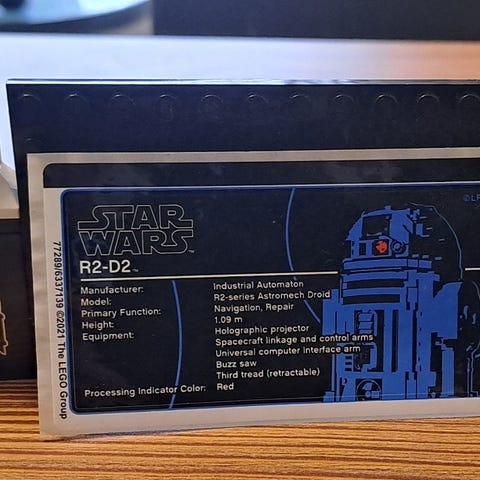 STAR
WARS
R2-D2™
Manufacturer: Industrial Automaton
Model: R2-series Astromech Droid
Primary Function: Navigation, Repair
Height: 1.09 m
Equipment: Holographic projector
Spacecraft linkage and control arms
Universal computer interface arm
Buzz saw
Third tread (retractable)
Processing Indicator Color: Red
77289/6337139 ©2021 The LEGO Group